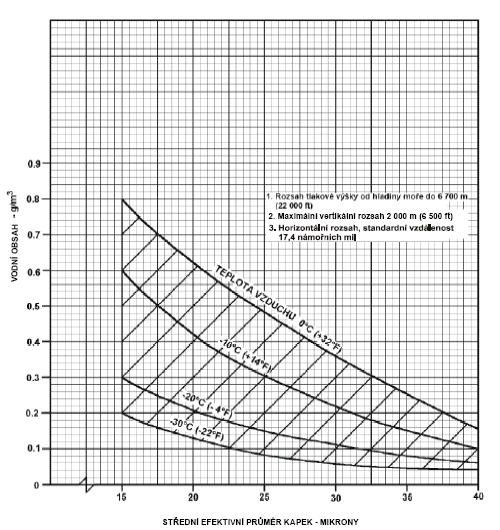 0.9
0.8
0.7
0.6
0.5
0.4
0.3
0.2
0.1
0
VODNÍ OBSAH - g/m³
1. Rozsah tlakové výšky od hladiny moře do 6 700 m
(22 000 ft)
2. Maximální vertikální rozsah 2 000 m (6 500 ft)
3. Horizontální rozsah, standardní vzdálenost
17,4 námořních mil
TEPLOTA VZDUCHU 0°C (+32°F)
-10°C (+14°F)
-20°C (-4°F)
-30°C (-22°F)
15 20 25 30 35 40
STŘEDNÍ EFEKTIVNÍ PRŮMĚR KAPEK - MIKRONY